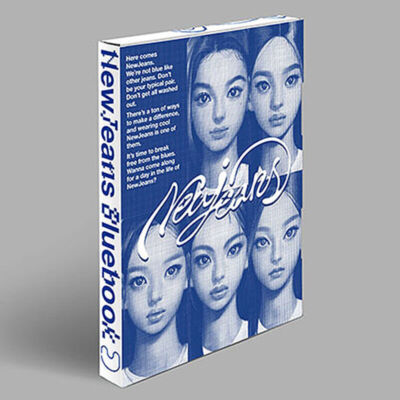 New Jeans Bluebook
Here comes
NewJeans.
We're not blue like
other jeans. Don't
be your typical pair.
Don't get all washed
out.
There's a ton of ways
to make a difference,
and wearing cool
NewJeans is one of
them.
It's time to break
free from the blues.
Wanna come along
for a day in the life of
NewJeans?
NewJeans